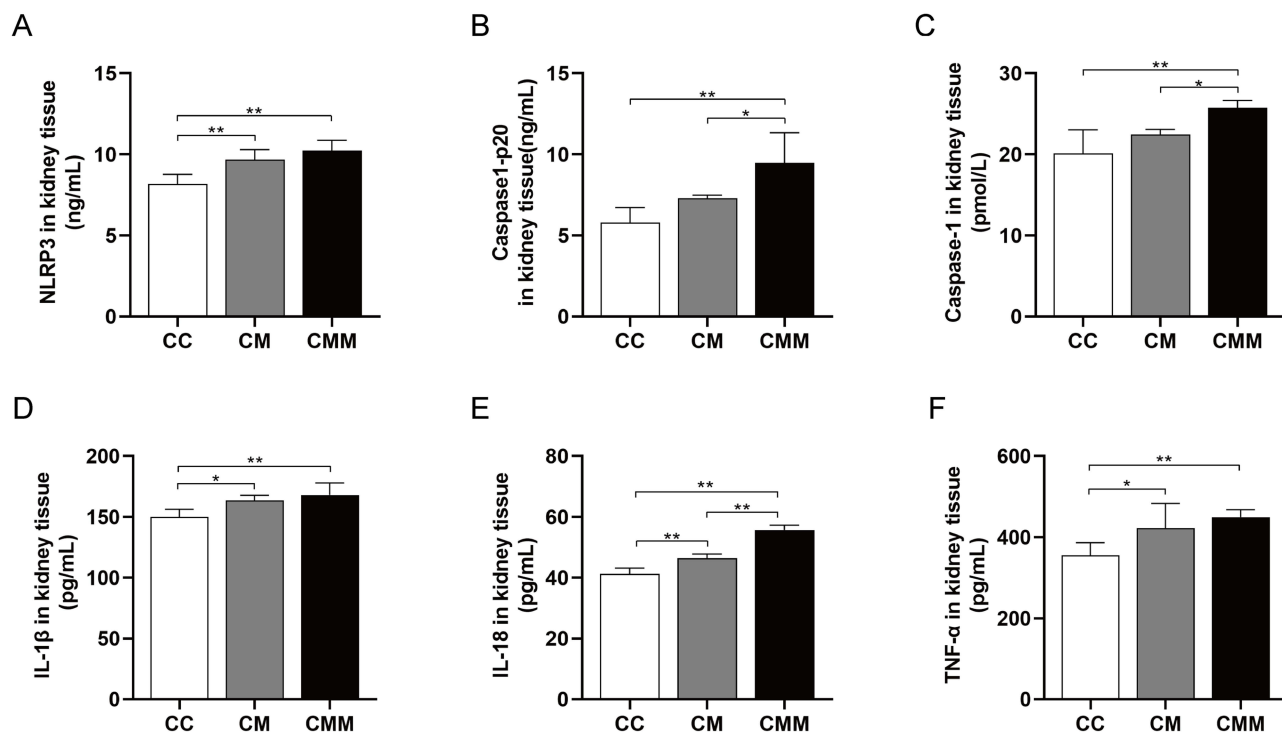 A
NLRP3 in kidney tissue
(ng/mL)
15
10
5
0
**
**
CC CM CMM
B
Caspase1-p20
in kidney tissue(ng/mL)
15
10
5
0
**
*
CC CM CMM
C
Caspase-1 in kidney tissue
(pmol/L)
30
20
10
0
**
*
CC CM CMM
D
IL-1β in kidney tissue
(pg/mL)
200
150
100
50
0
**
*
CC CM CMM
E
IL-18 in kidney tissue
(pg/mL)
80
60
40
20
0
**
**
**
CC CM CMM
F
TNF-α in kidney tissue
(pg/mL)
600
400
200
0
**
*
CC CM CMM